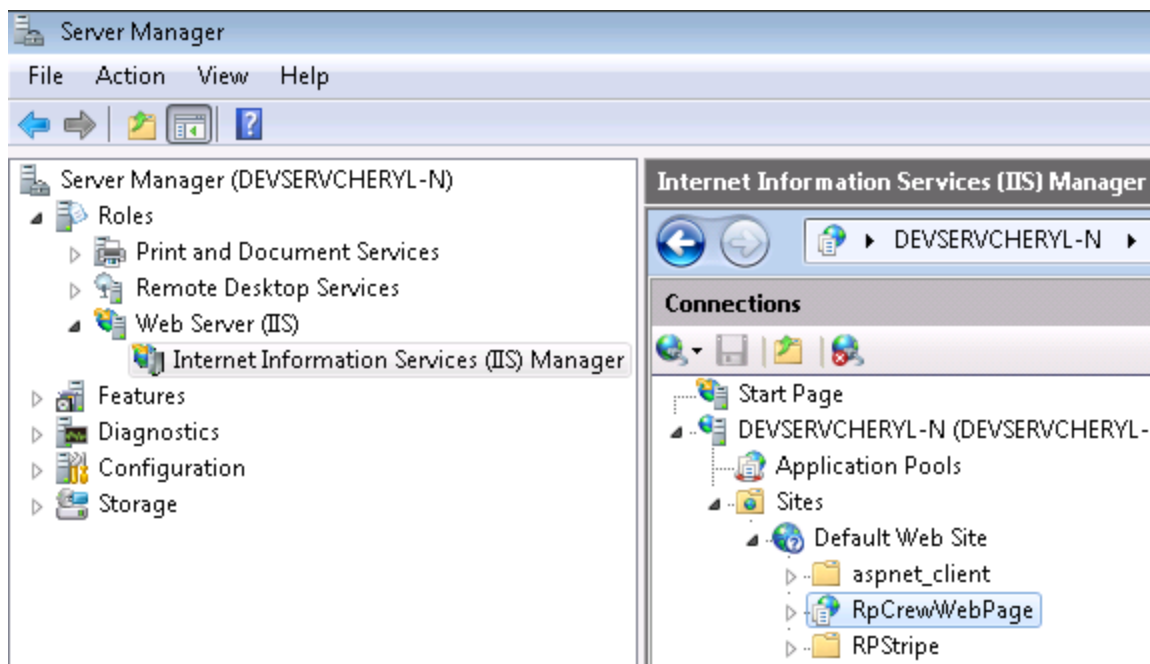 Server Manager
File Action View Help
Server Manager (DEVSERVCHERYL-N)
Roles
Print and Document Services
Remote Desktop Services
Web Server (IIS)
Internet Information Services (IIS) Manager
Features
Diagnostics
Configuration
Storage
Internet Information Services (IIS) Manager
DEVSERVCHERYL-N
Connections
Start Page
DEVSERVCHERYL-N (DEVSERVCHERYL-
Application Pools
Sites
Default Web Site
aspnet_client
RpCrewWebPage
RPStripe